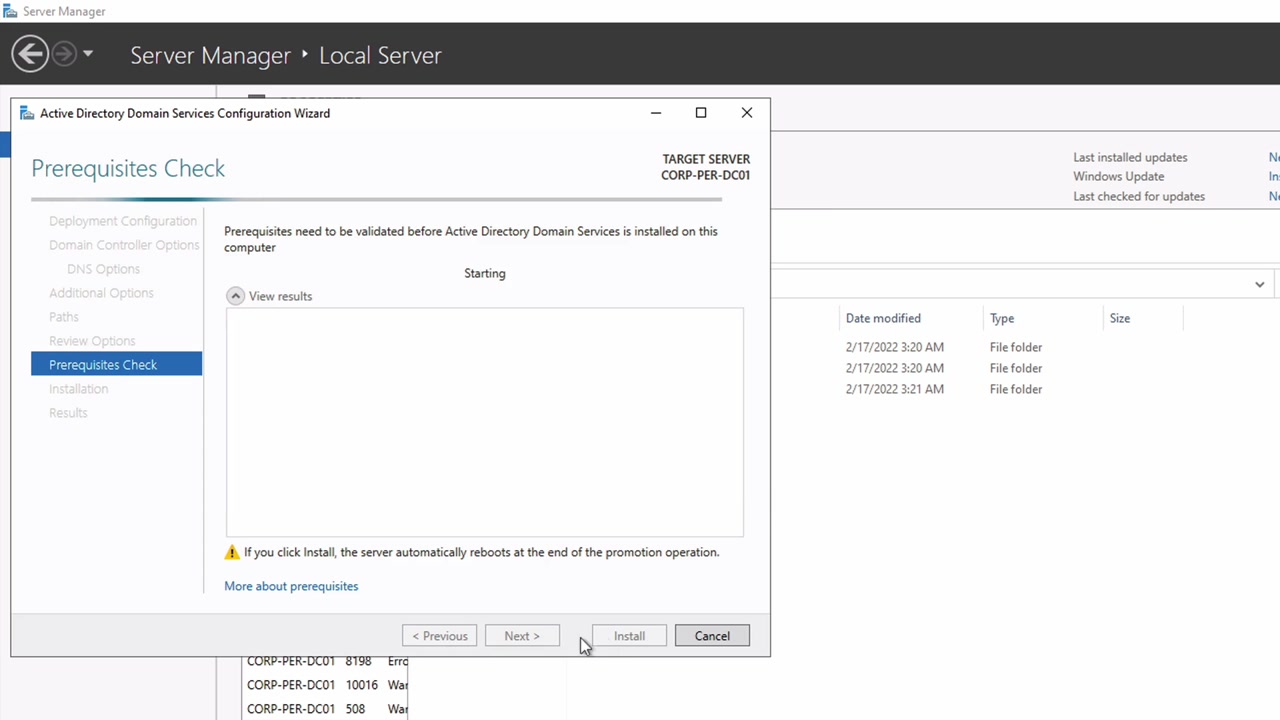 Server Manager
Server Manager ‣ Local Server
Active Directory Domain Services Configuration Wizard
Prerequisites Check
TARGET SERVER
CORP-PER-DC01
Deployment Configuration
Domain Controller Options
DNS Options
Additional Options
Paths
Review Options
Prerequisites Check
Installation
Results
Prerequisites need to be validated before Active Directory Domain Services is installed on this
computer
Starting
View results
If you click Install, the server automatically reboots at the end of the promotion operation.
More about prerequisites
< Previous
Next >
Install
Cancel
Last installed updates
Windows Update
Last checked for updates
Date modified Type Size
2/17/2022 3:20 AM File folder
2/17/2022 3:20 AM File folder
2/17/2022 3:21 AM File folder
CORP-PER-DC01 8198
CORP-PER-DC01 10016
CORP-PER-DC01 508